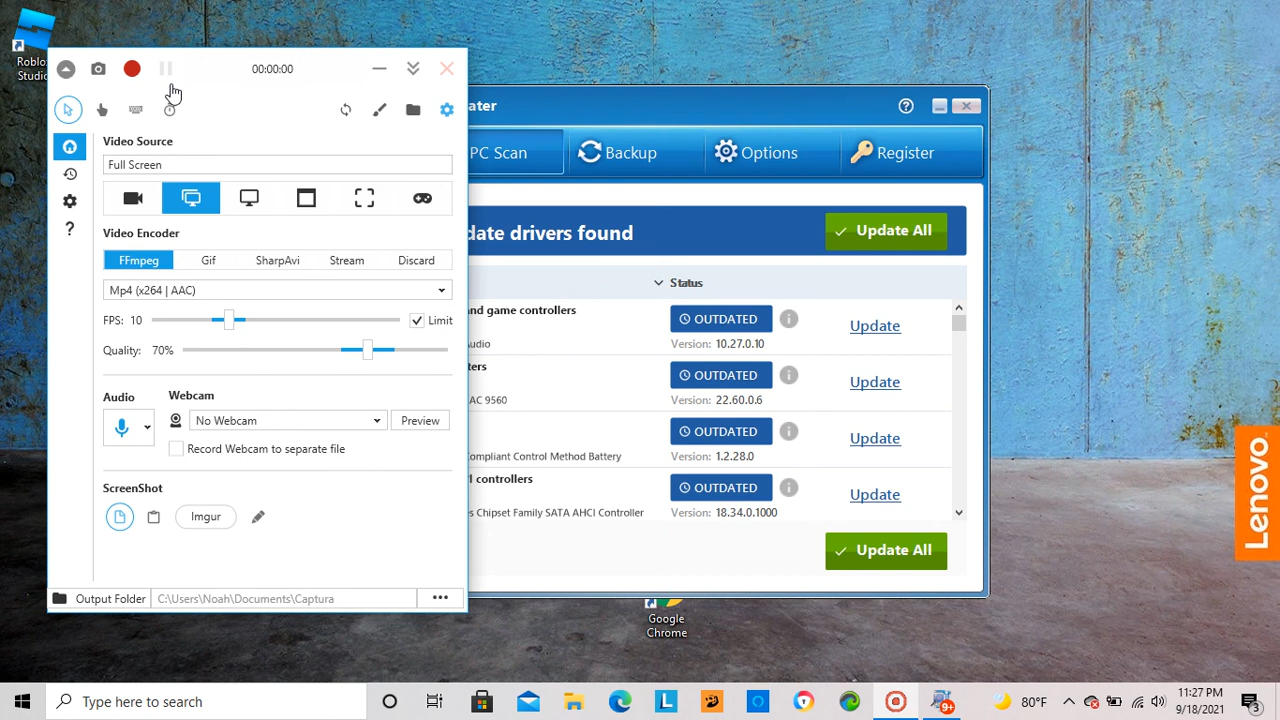 Roblox
Studio
00:00:00
Video Source
Full Screen
Video Encoder
FFmpeg Gif SharpAvi Stream Discard
Mp4 (x264 | AAC)
FPS: 10 Limit
Quality: 70%
Audio Webcam
No Webcam Preview
Record Webcam to separate file
ScreenShot
Imgur
Output Folder C:\Users\Noah\Documents\Captura •••
ater
PC Scan Backup Options Register
date drivers found Update All
Status
nd game controllers OUTDATED Update
Audio Version: 10.27.0.10
ters OUTDATED Update
AC 9560 Version: 22.60.0.6
OUTDATED Update
ompliant Control Method Battery Version: 1.2.28.0
I controllers OUTDATED Update
s Chipset Family SATA AHCI Controller Version: 18.34.0.1000
Update All
Google
Chrome
Lenovo
Type here to search
L
9+
80°F
11:27 PM
9/18/2021
3